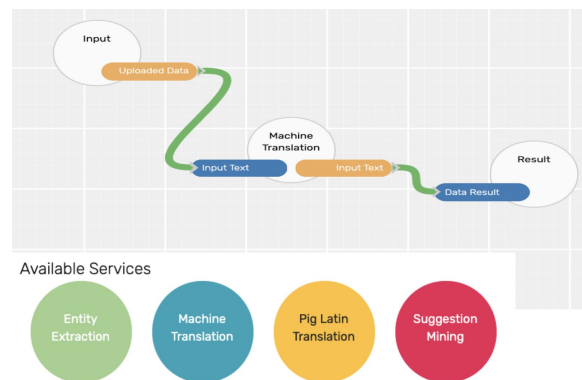 Input
Uploaded Data
Machine
Translation
Input Text
Input Text
Result
Data Result
Available Services
Entity
Extraction
Machine
Translation
Pig Latin
Translation
Suggestion
Mining